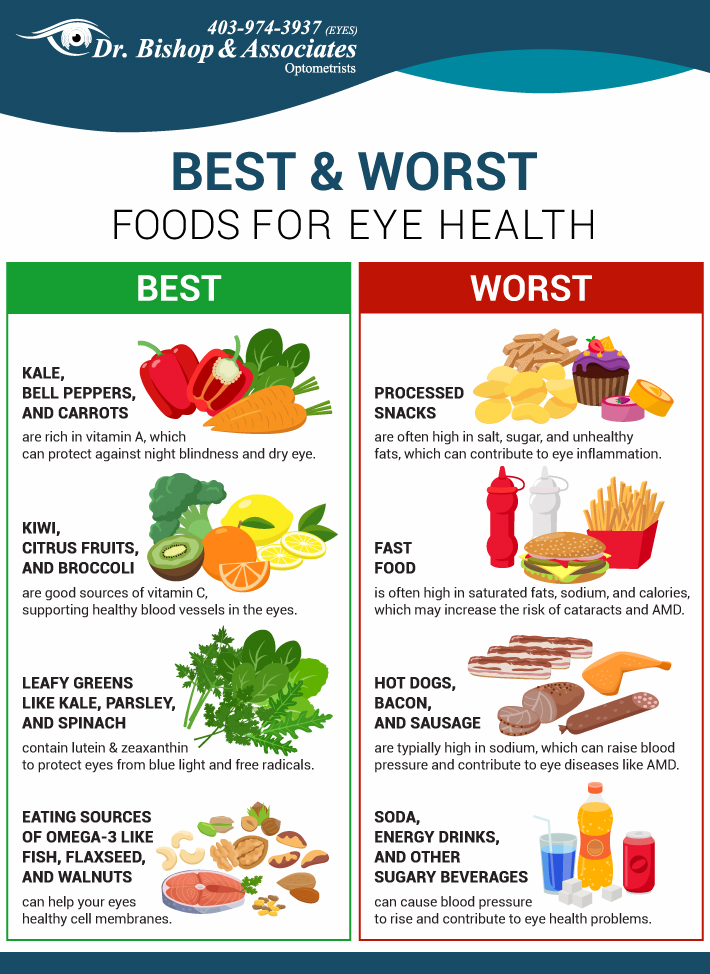 403-974-3937 (EYES)
Dr. Bishop & Associates
Optometrists
BEST & WORST
FOODS FOR EYE HEALTH
BEST
KALE,
BELL PEPPERS,
AND CARROTS
are rich in vitamin A, which
can protect against night blindness and dry eye.
KIWI,
CITRUS FRUITS,
AND BROCCOLI
are good sources of vitamin C,
supporting healthy blood vessels in the eyes.
LEAFY GREENS
LIKE KALE, PARSLEY,
AND SPINACH
contain lutein & zeaxanthin
to protect eyes from blue light and free radicals.
EATING SOURCES
OF OMEGA-3 LIKE
FISH, FLAXSEED,
AND WALNUTS
can help your eyes
healthy cell membranes.
WORST
PROCESSED
SNACKS
are often high in salt, sugar, and unhealthy
fats, which can contribute to eye inflammation.
FAST
FOOD
is often high in saturated fats, sodium, and calories,
which may increase the risk of cataracts and AMD.
HOT DOGS,
BACON,
AND SAUSAGE
are typically high in sodium, which can raise blood
pressure and contribute to eye diseases like AMD.
SODA,
ENERGY DRINKS,
AND OTHER
SUGARY BEVERAGES
can cause blood pressure
to rise and contribute to eye health problems.